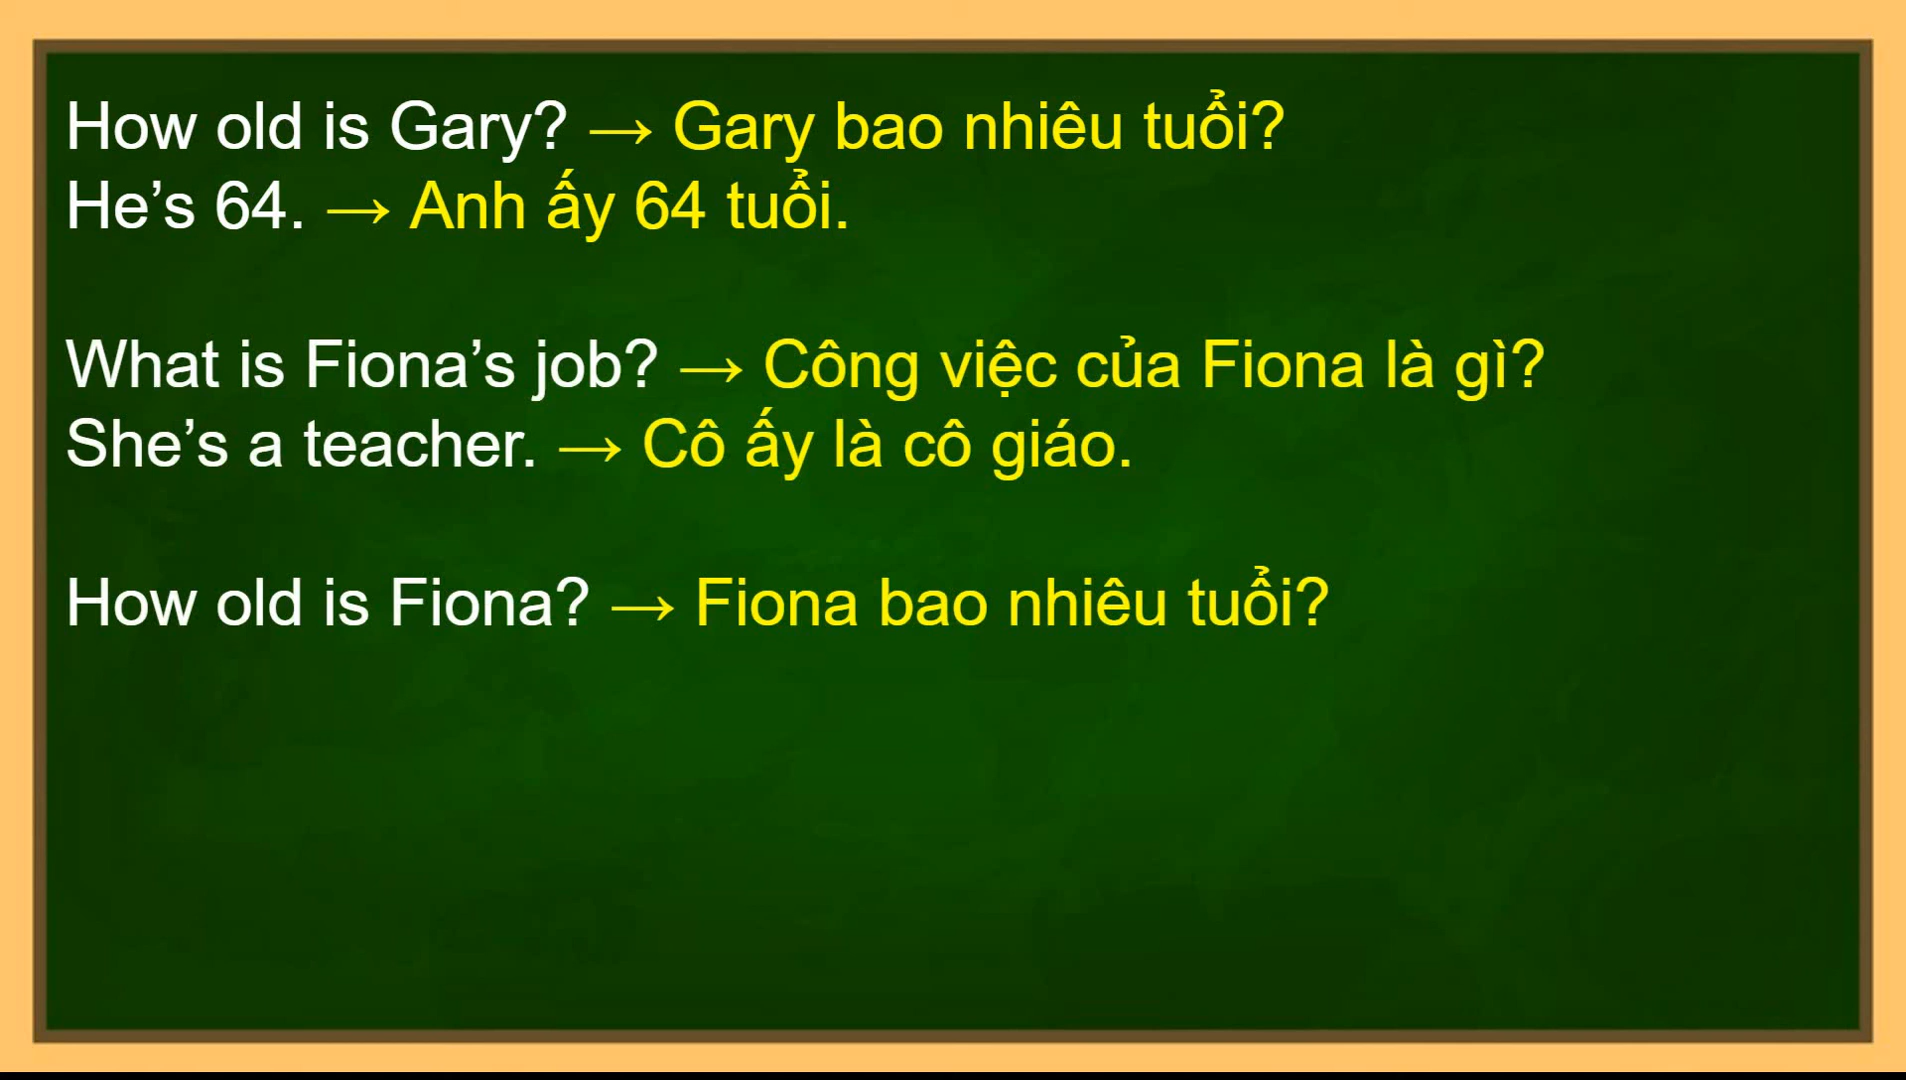 How old is Gary? → Gary bao nhiêu tuổi?
He’s 64. → Anh ấy 64 tuổi.
What is Fiona’s job? → Công việc của Fiona là gì?
She’s a teacher. → Cô ấy là cô giáo.
How old is Fiona? → Fiona bao nhiêu tuổi?